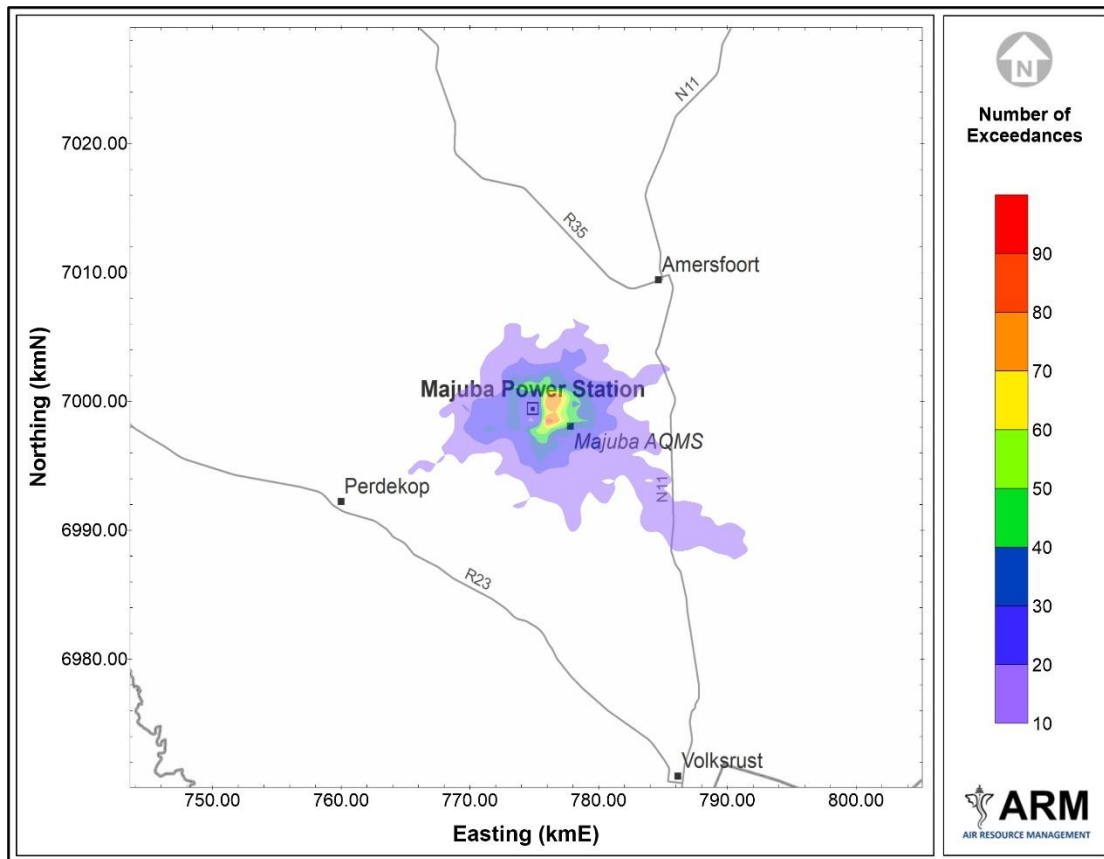 N11
7020.00
R35
7010.00
Amersfoort
Northing (kmN)
Majuba Power Station
7000.00
Majuba AQMS
Perdekop
N11
6990.00
R23
6980.00
Volksrust
750.00
760.00
770.00
780.00
790.00
800.00
Easting (kmE)
N
Number of
Exceedances
90
80
70
60
50
40
30
20
10
ARM
AIR RESOURCE MANAGEMENT